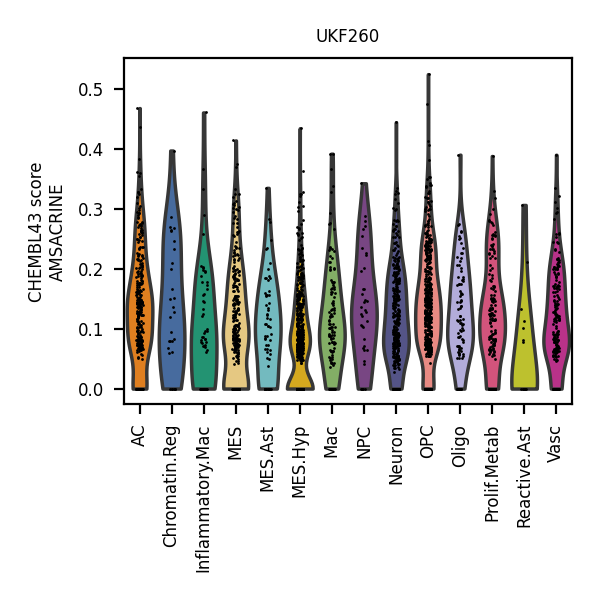 UKF260
CHEMBL43 score
AMSACRINE
0.5
0.4
0.3
0.2
0.1
0.0
AC
Chromatin.Reg
Inflammatory.Mac
MES
MES.Ast
MES.Hyp
Mac
NPC
Neuron
OPC
Oligo
Prolif.Metab
Reactive.Ast
Vasc